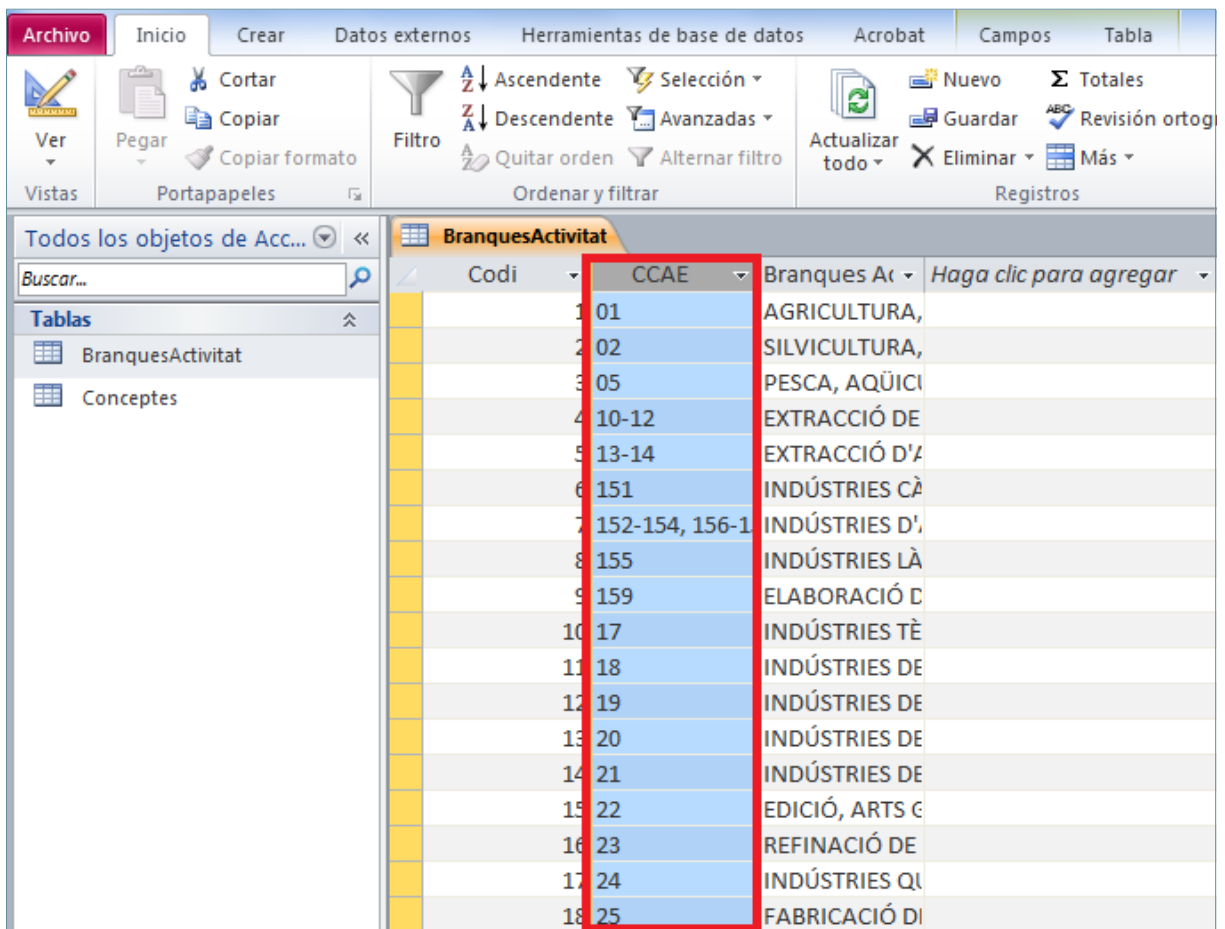 Archivo Inicio Crear Datos externos Herramientas de base de datos Acrobat Campos Tabla
Ver
Pegar
Cortar
Copiar
Copiar formato
Filtro
Ascendente
Descendente
Quitar orden
Selección
Avanzadas
Alternar filtro
Actualizar
todo
Nuevo
Guardar
Eliminar
Σ Totales
Revisión ortogr
Más
Vistas Portapapeles Ordenar y filtrar Registros
Todos los objetos de Acc... «
Buscar...
Tablas
BranquesActivitat
Conceptes
BranquesActivitat
Codi CCAE Branques Ac Haga clic para agregar
1 01 AGRICULTURA,
2 02 SILVICULTURA,
3 05 PESCA, AQÜICU
4 10-12 EXTRACCIÓ DE
5 13-14 EXTRACCIÓ D'A
6 151 INDÚSTRIES CÀ
7 152-154, 156-1 INDÚSTRIES D'
8 155 INDÚSTRIES LÀ
9 159 ELABORACIÓ D
10 17 INDÚSTRIES TÈ
11 18 INDÚSTRIES DE
12 19 INDÚSTRIES DE
13 20 INDÚSTRIES DE
14 21 INDÚSTRIES DE
15 22 EDICIÓ, ARTS G
16 23 REFINACIÓ DE
17 24 INDÚSTRIES QU
18 25 FABRICACIÓ D